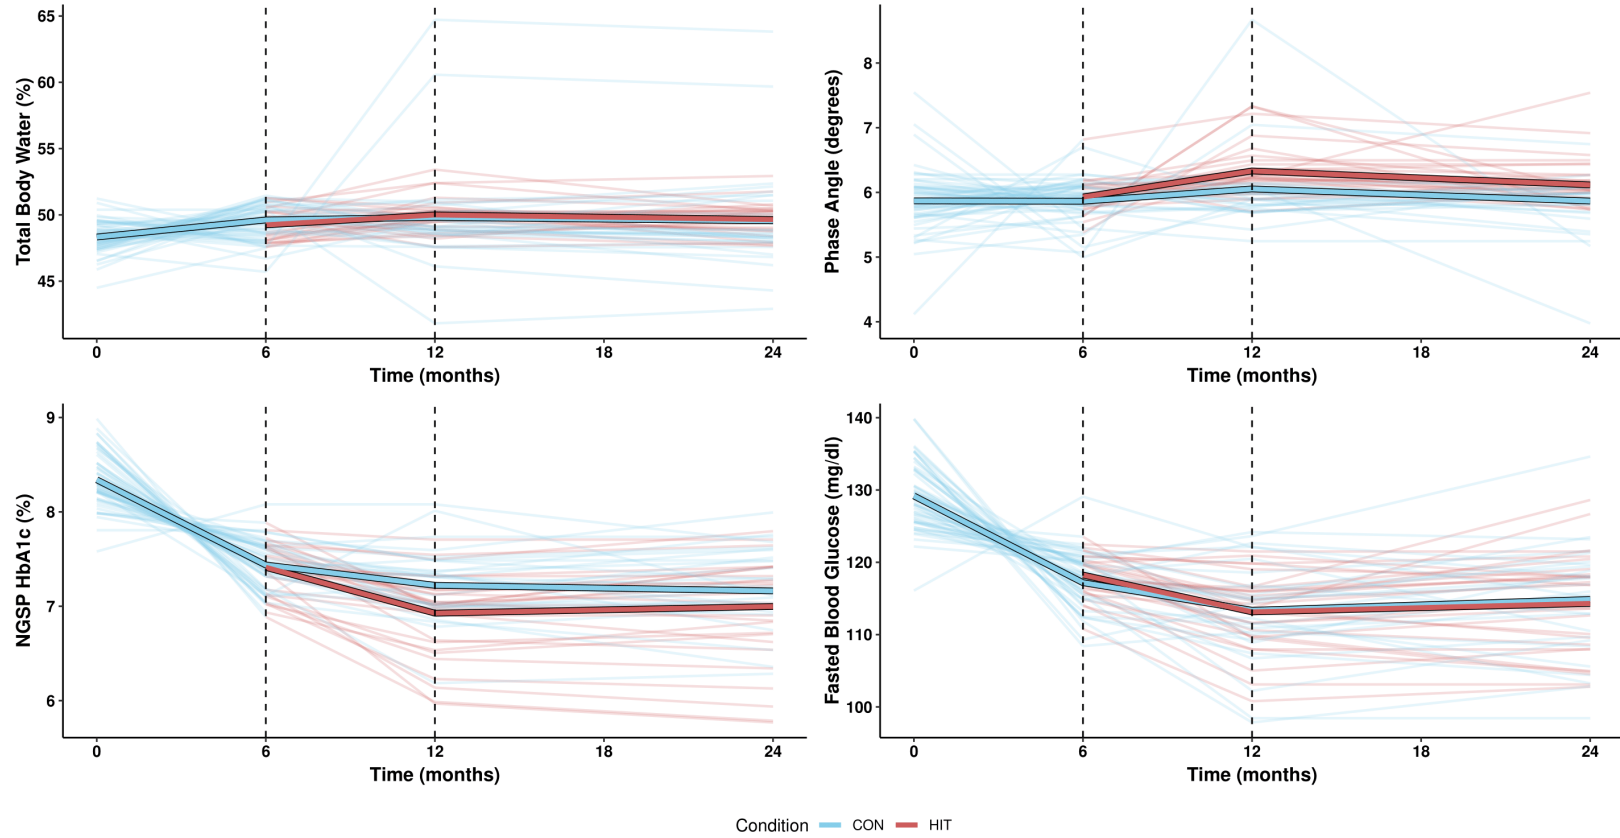 Total Body Water (%)
65
60
55
50
45
0 6 12 18 24
Time (months)
Phase Angle (degrees)
8
7
6
5
4
0 6 12 18 24
Time (months)
NGSP HbA1c (%)
9
8
7
6
0 6 12 18 24
Time (months)
Fasted Blood Glucose (mg/dl)
140
130
120
110
100
0 6 12 18 24
Time (months)
Condition CON HIT